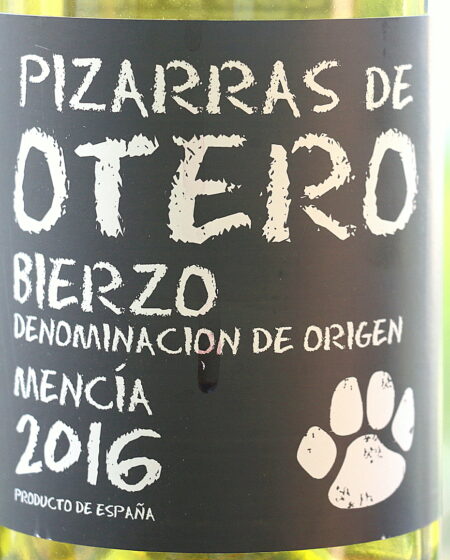 PIZARRAS DE
OTERO
BIERZO
DENOMINACION DE ORIGEN
MENCÍA
2016
PRODUCTO DE ESPAÑA